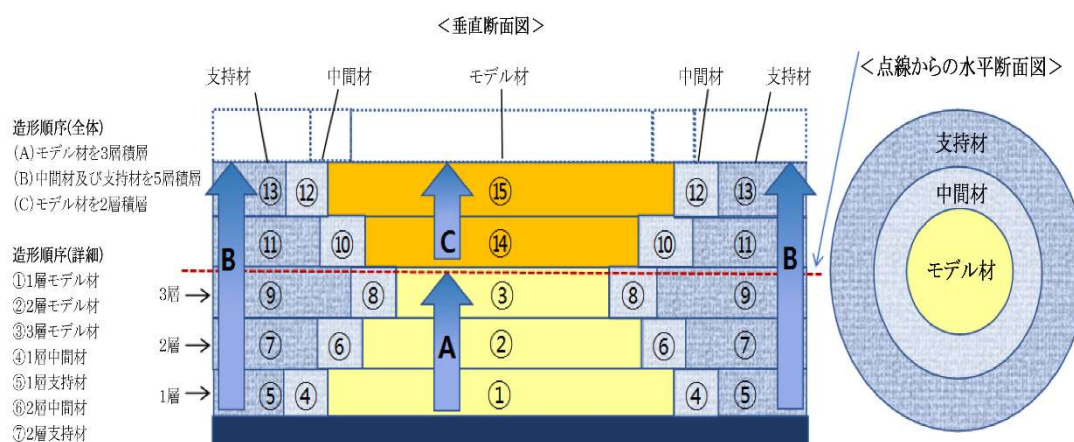 ＜垂直断面図＞
＜点線からの水平断面図＞
支持材 中間材 モデル材 中間材 支持材
造形順序(全体)
(A)モデル材を3層積層
(B)中間材及び支持材を5層積層
(C)モデル材を2層積層
造形順序(詳細)
①1層モデル材
②2層モデル材
③3層モデル材
④1層中間材
⑤1層支持材
⑥2層中間材
⑦2層支持材
⑬ ⑫ ⑮ ⑫ ⑬
B ⑪ ⑩ C ⑭ ⑩ ⑪ B
3層 ⑨ ⑧ ③ ⑧ ⑨
2層 ⑦ ⑥ A ② ⑥ ⑦
1層 ⑤ ④ ① ④ ⑤
支持材
中間材
モデル材